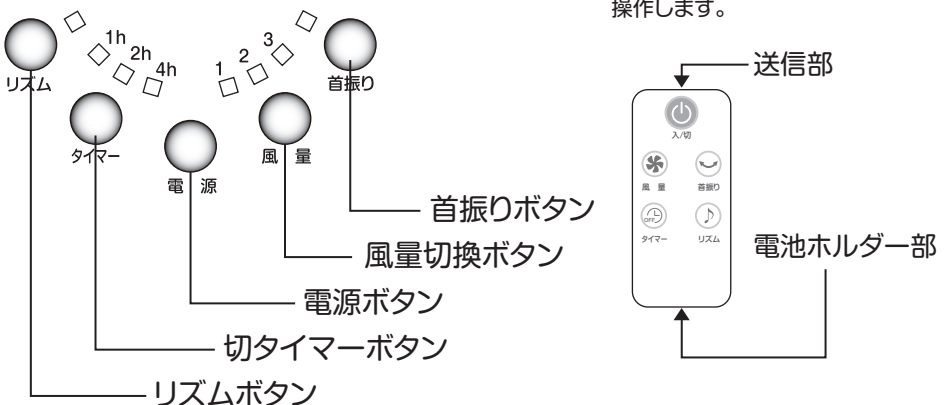 操作します。
1h
2h
4h
1
2
3
リズム
首振り
タイマー
風 量
電 源
首振りボタン
風量切換ボタン
電源ボタン
切タイマーボタン
リズムボタン
送信部
入/切
風 量
首振り
OFF
タイマー
リズム
電池ホルダー部